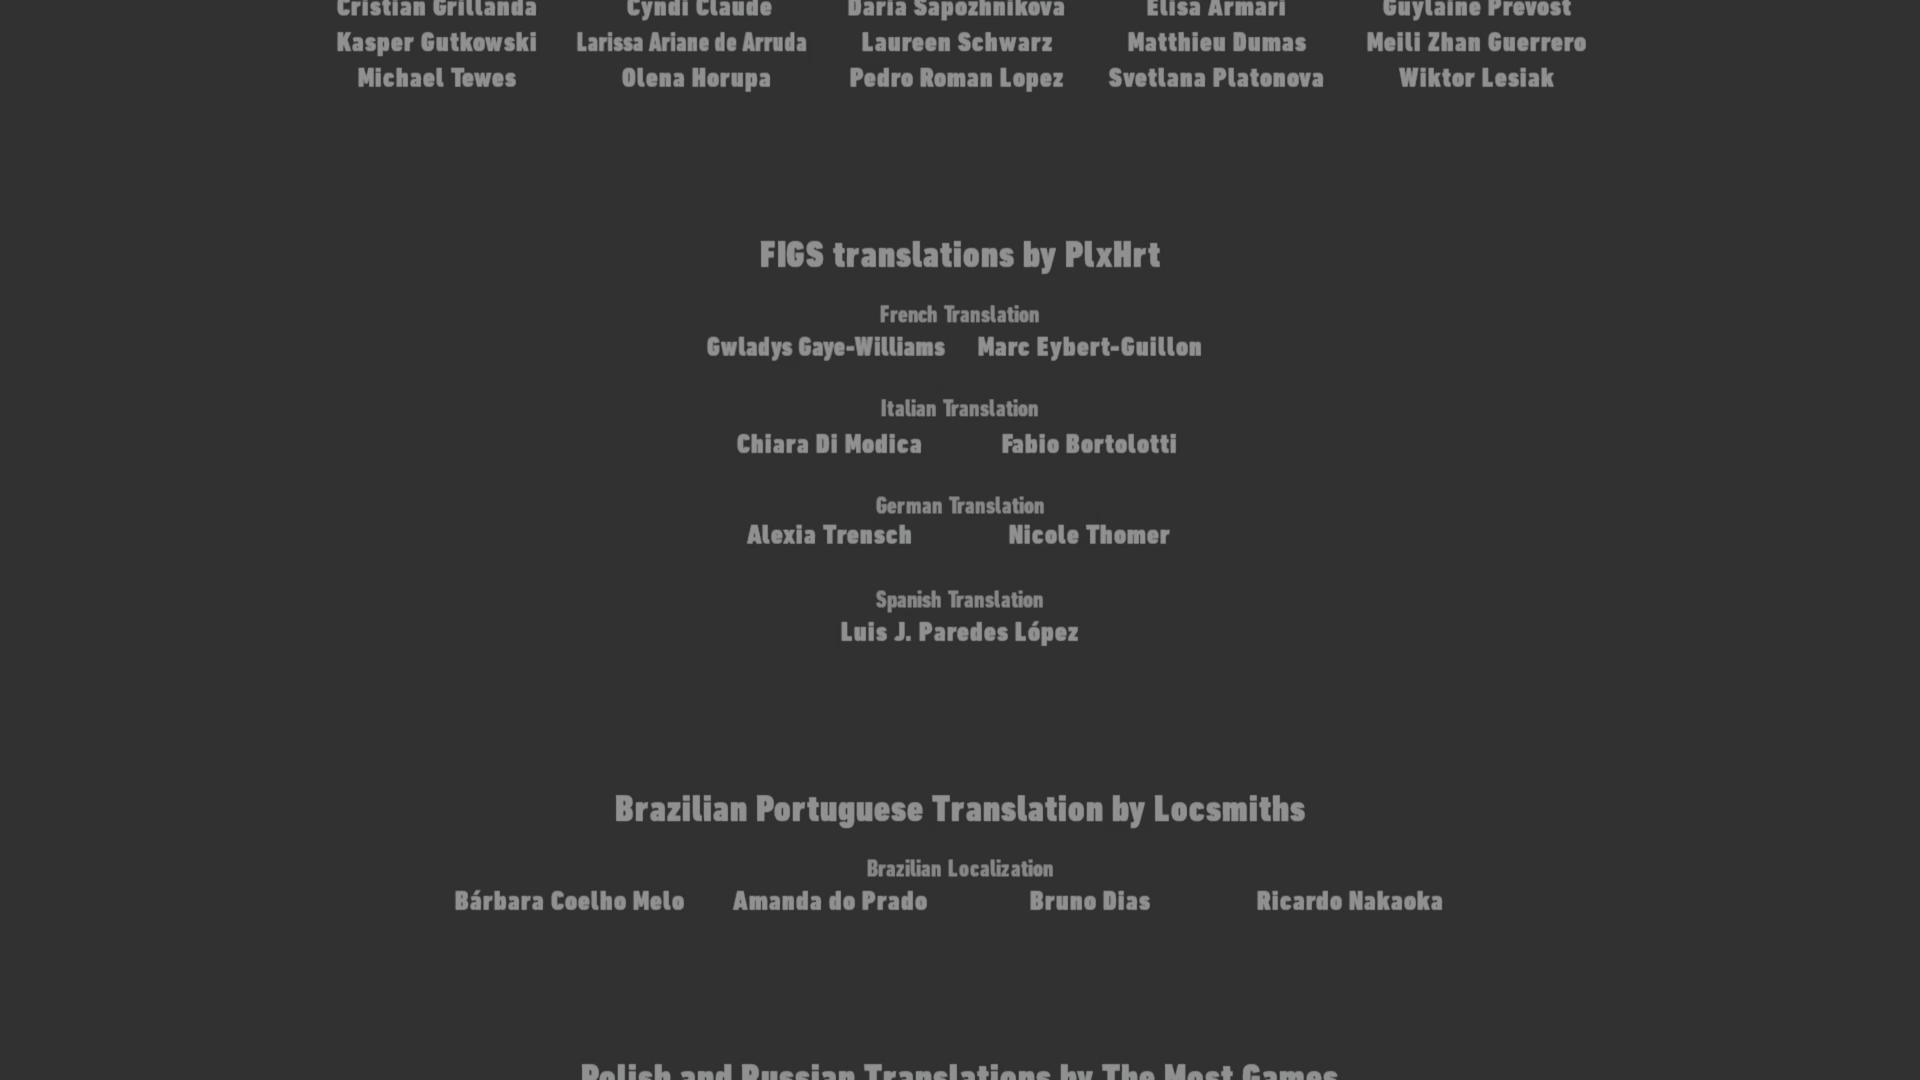 Cristian Grillanda Cyndi Claude Daria Sapozhnikova Elisa Armari Guylaine Prevost
Kasper Gutkowski Larissa Ariane de Arruda Laureen Schwarz Matthieu Dumas Meili Zhan Guerrero
Michael Tewes Olena Horupa Pedro Roman Lopez Svetlana Platonova Wiktor Lesiak
FIGS translations by PlxHrt
French Translation
Gwladys Gaye-Williams Marc Eybert-Guillon
Italian Translation
Chiara Di Modica Fabio Bortolotti
German Translation
Alexia Trensch Nicole Thomer
Spanish Translation
Luis J. Paredes López
Brazilian Portuguese Translation by Locsmiths
Brazilian Localization
Bárbara Coelho Melo Amanda do Prado Bruno Dias Ricardo Nakaoka
Polish and Russian Translations by The Most Games